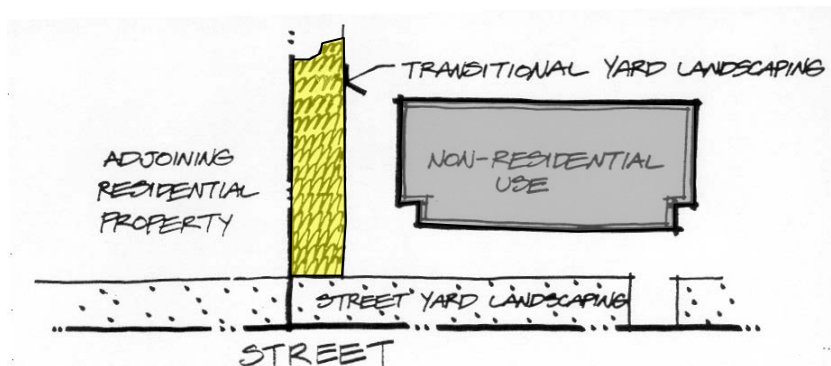 TRANSITIONAL YARD LANDSCAPING
ADJOINING
RESIDENTIAL
PROPERTY
NON-RESIDENTIAL
USE
STREET YARD LANDSCAPING
STREET